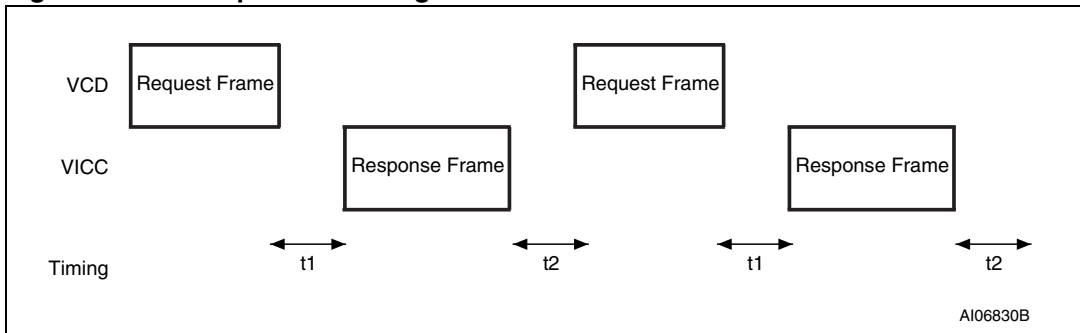 VCD
Request Frame
Request Frame
VICC
Response Frame
Response Frame
Timing
t1
t2
t1
t2
AI06830B